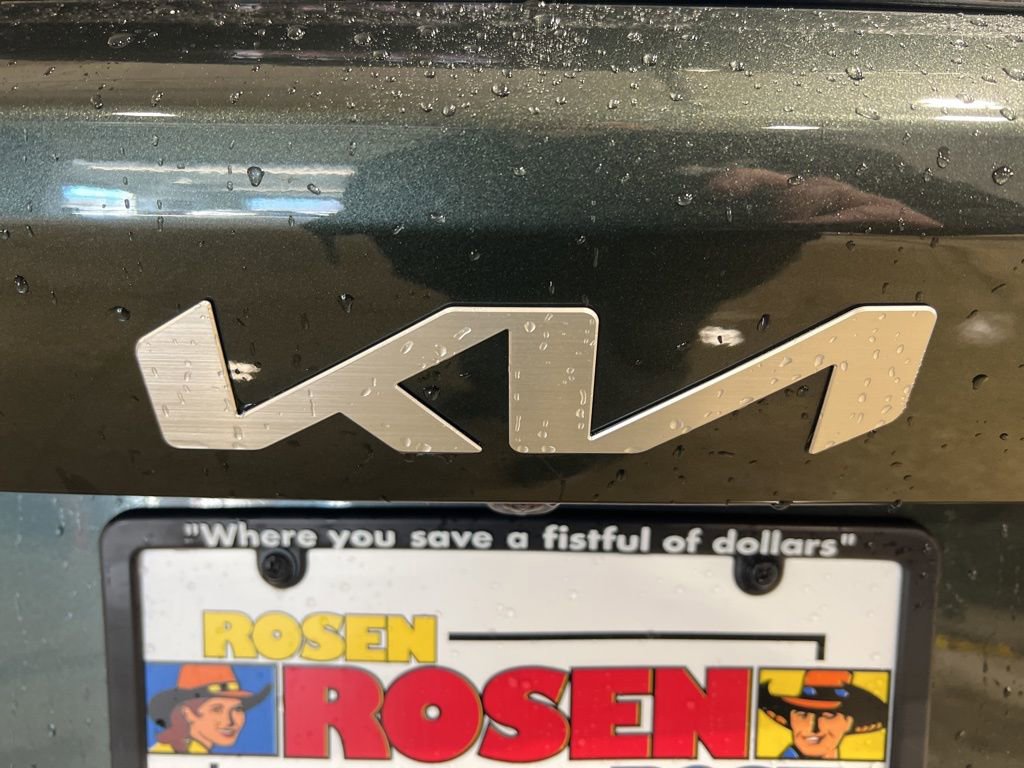 KIA
"Where you save a fistful of dollars"
ROSEN
ROSEN